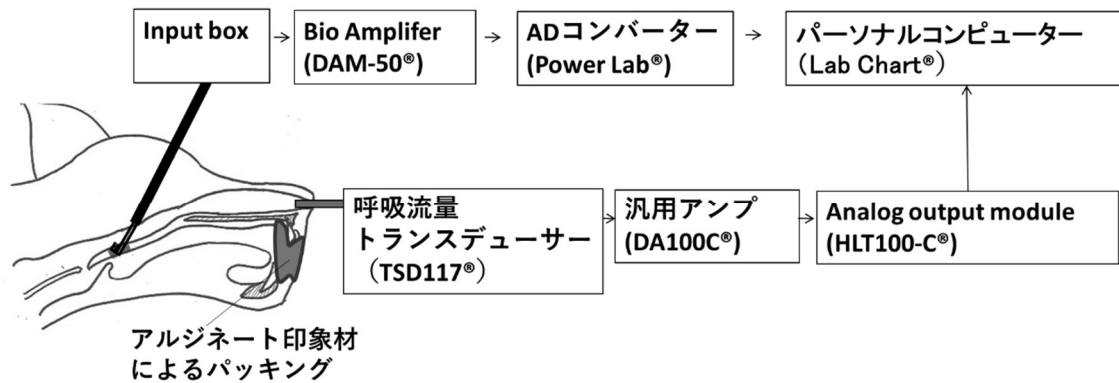 Input box
Bio Amplifer
(DAM-50®)
ADコンバーター
(Power Lab®)
パーソナルコンピューター
（Lab Chart®）
呼吸流量
トランスデューサー
（TSD117®）
汎用アンプ
(DA100C®)
Analog output module
(HLT100-C®)
アルジネート印象材
によるパッキング